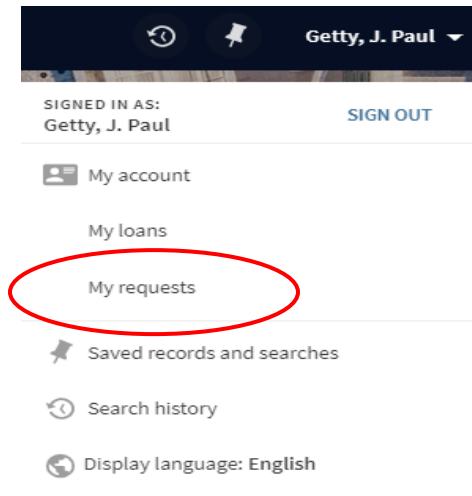 Getty, J. Paul
SIGNED IN AS:
Getty, J. Paul
SIGN OUT
My account
My loans
My requests
Saved records and searches
Search history
Display language: English